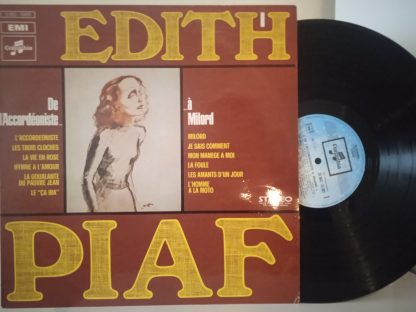 EMI
Columbia
EDITH
De
l'Accordéoniste
à
Milord
L'ACCORDEONISTE
LES TROIS CLOCHES
LA VIE EN ROSE
HYMNE A L'AMOUR
LA GOUALANTE
DU PAUVRE JEAN
LE "ÇA IRA"
MILORD
JE SAIS COMMENT
MON MANEGE A MOI
LA FOULE
LES AMANTS D'UN JOUR
L'HOMME
A LA MOTO
STEREO
PIAF